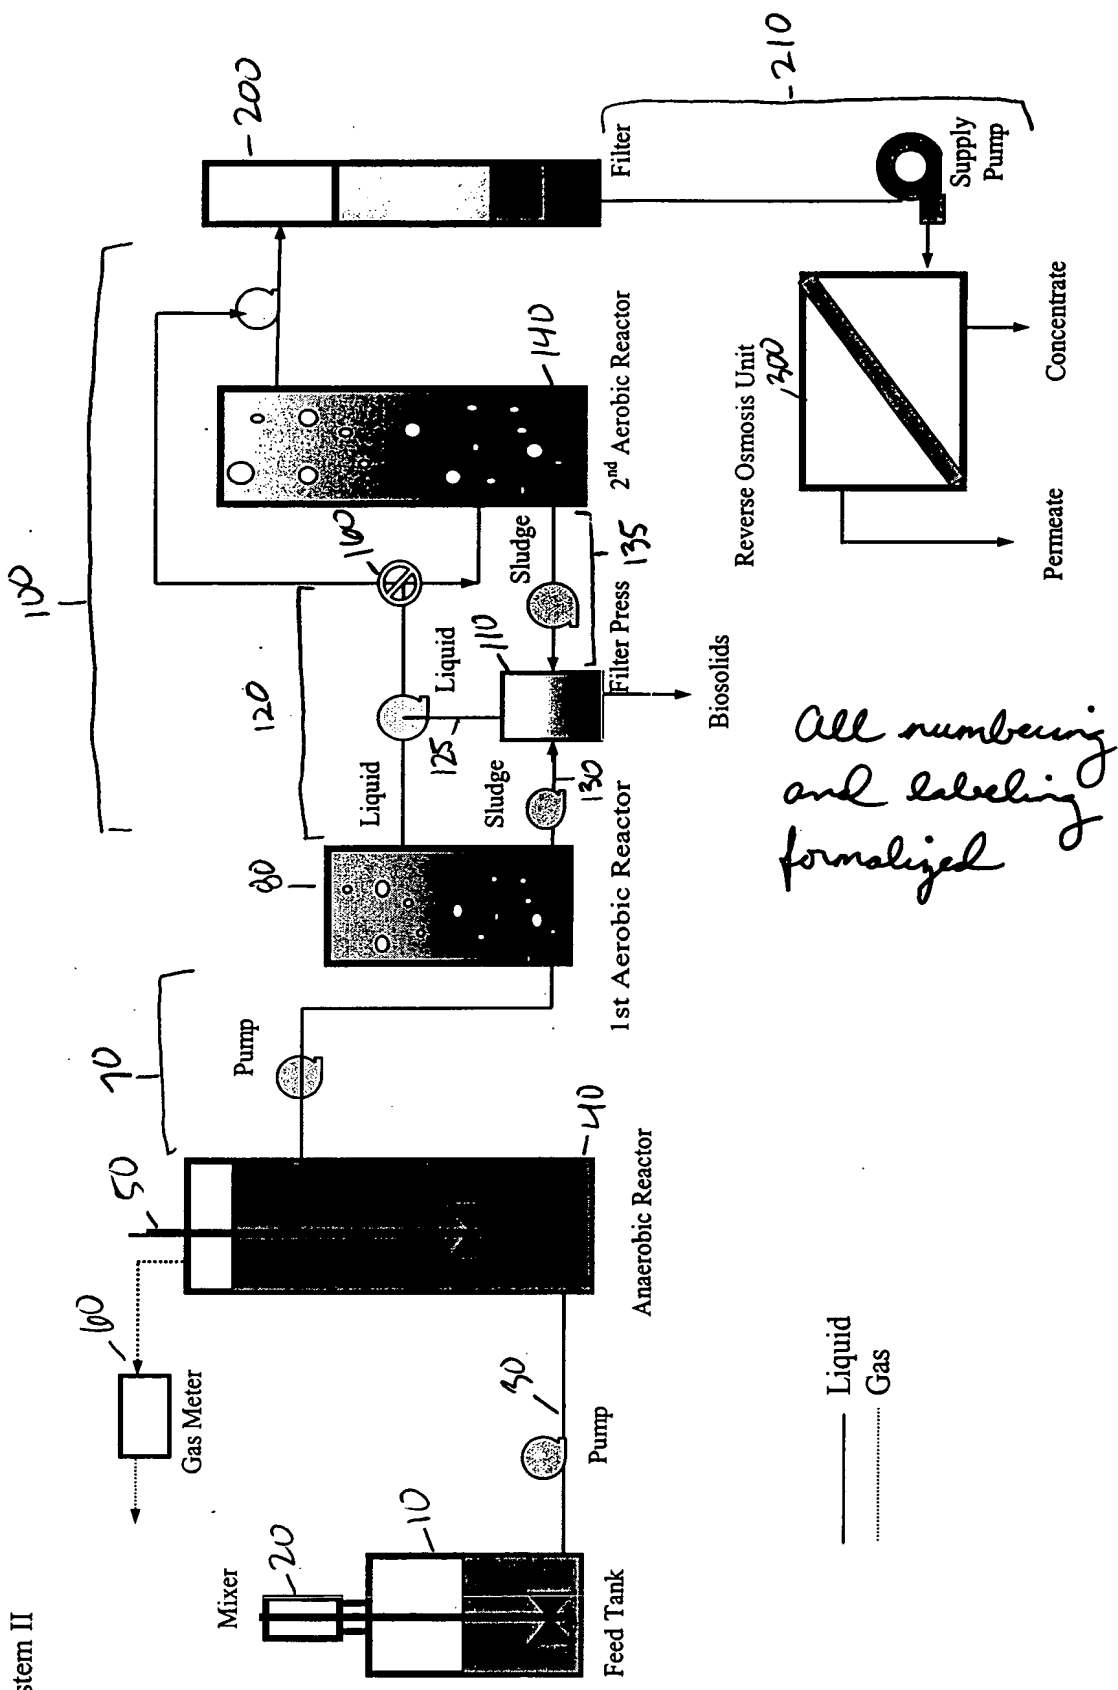 stem II
Mixer
20
10
Feed Tank
Gas Meter
60
50
30
Pump
40
Anaerobic Reactor
70
Pump
80
1st Aerobic Reactor
100
120
Liquid
Liquid
125
Sludge
130
110
Filter Press
Biosolids
160
Sludge
135
140
2nd Aerobic Reactor
200
Filter
210
Supply
Pump
Reverse Osmosis Unit
300
Permeate
Concentrate
Liquid
Gas
All numbering
and labeling
formalized